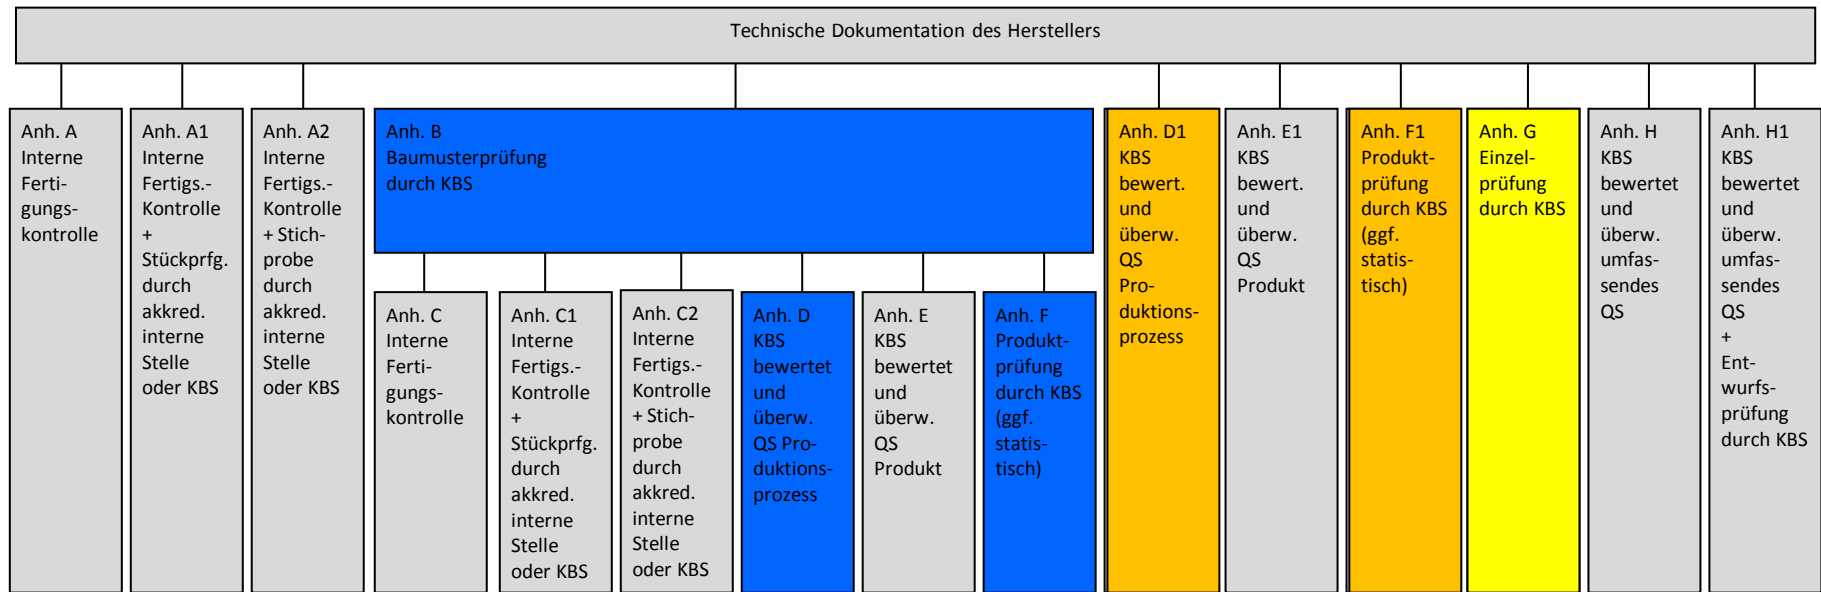 Technische Dokumentation des Herstellers
Anh. A
Interne
Ferti-
gungs-
kontrolle
Anh. A1
Interne
Fertigs.-
Kontrolle
+
Stückprfg.
durch
akkred.
interne
Stelle
oder KBS
Anh. A2
Interne
Fertigs.-
Kontrolle
+ Stich-
probe
durch
akkred.
interne
Stelle
oder KBS
Anh. B
Baumusterprüfung
durch KBS
Anh. C
Interne
Ferti-
gungs-
kontrolle
Anh. C1
Interne
Fertigs.-
Kontrolle
+
Stückprfg.
durch
akkred.
interne
Stelle
oder KBS
Anh. C2
Interne
Fertigs.-
Kontrolle
+ Stich-
probe
durch
akkred.
interne
Stelle
oder KBS
Anh. D
KBS
bewertet
und
überw.
QS Pro-
duktions-
prozess
Anh. E
KBS
bewertet
und
überw.
QS
Produkt
Anh. F
Produkt-
prüfung
durch KBS
(ggf.
statis-
tisch)
Anh. D1
KBS
bewert.
und
überw.
QS
Pro-
duktions-
prozess
Anh. E1
KBS
bewert.
und
überw.
QS
Produkt
Anh. F1
Produkt-
prüfung
durch KBS
(ggf.
statis-
tisch)
Anh. G
Einzel-
prüfung
durch KBS
Anh. H
KBS
bewertet
und
überw.
umfas-
sendes
QS
Anh. H1
KBS
bewertet
und
überw.
umfas-
sendes
QS
+
Ent-
wurfs-
prüfung
durch KBS